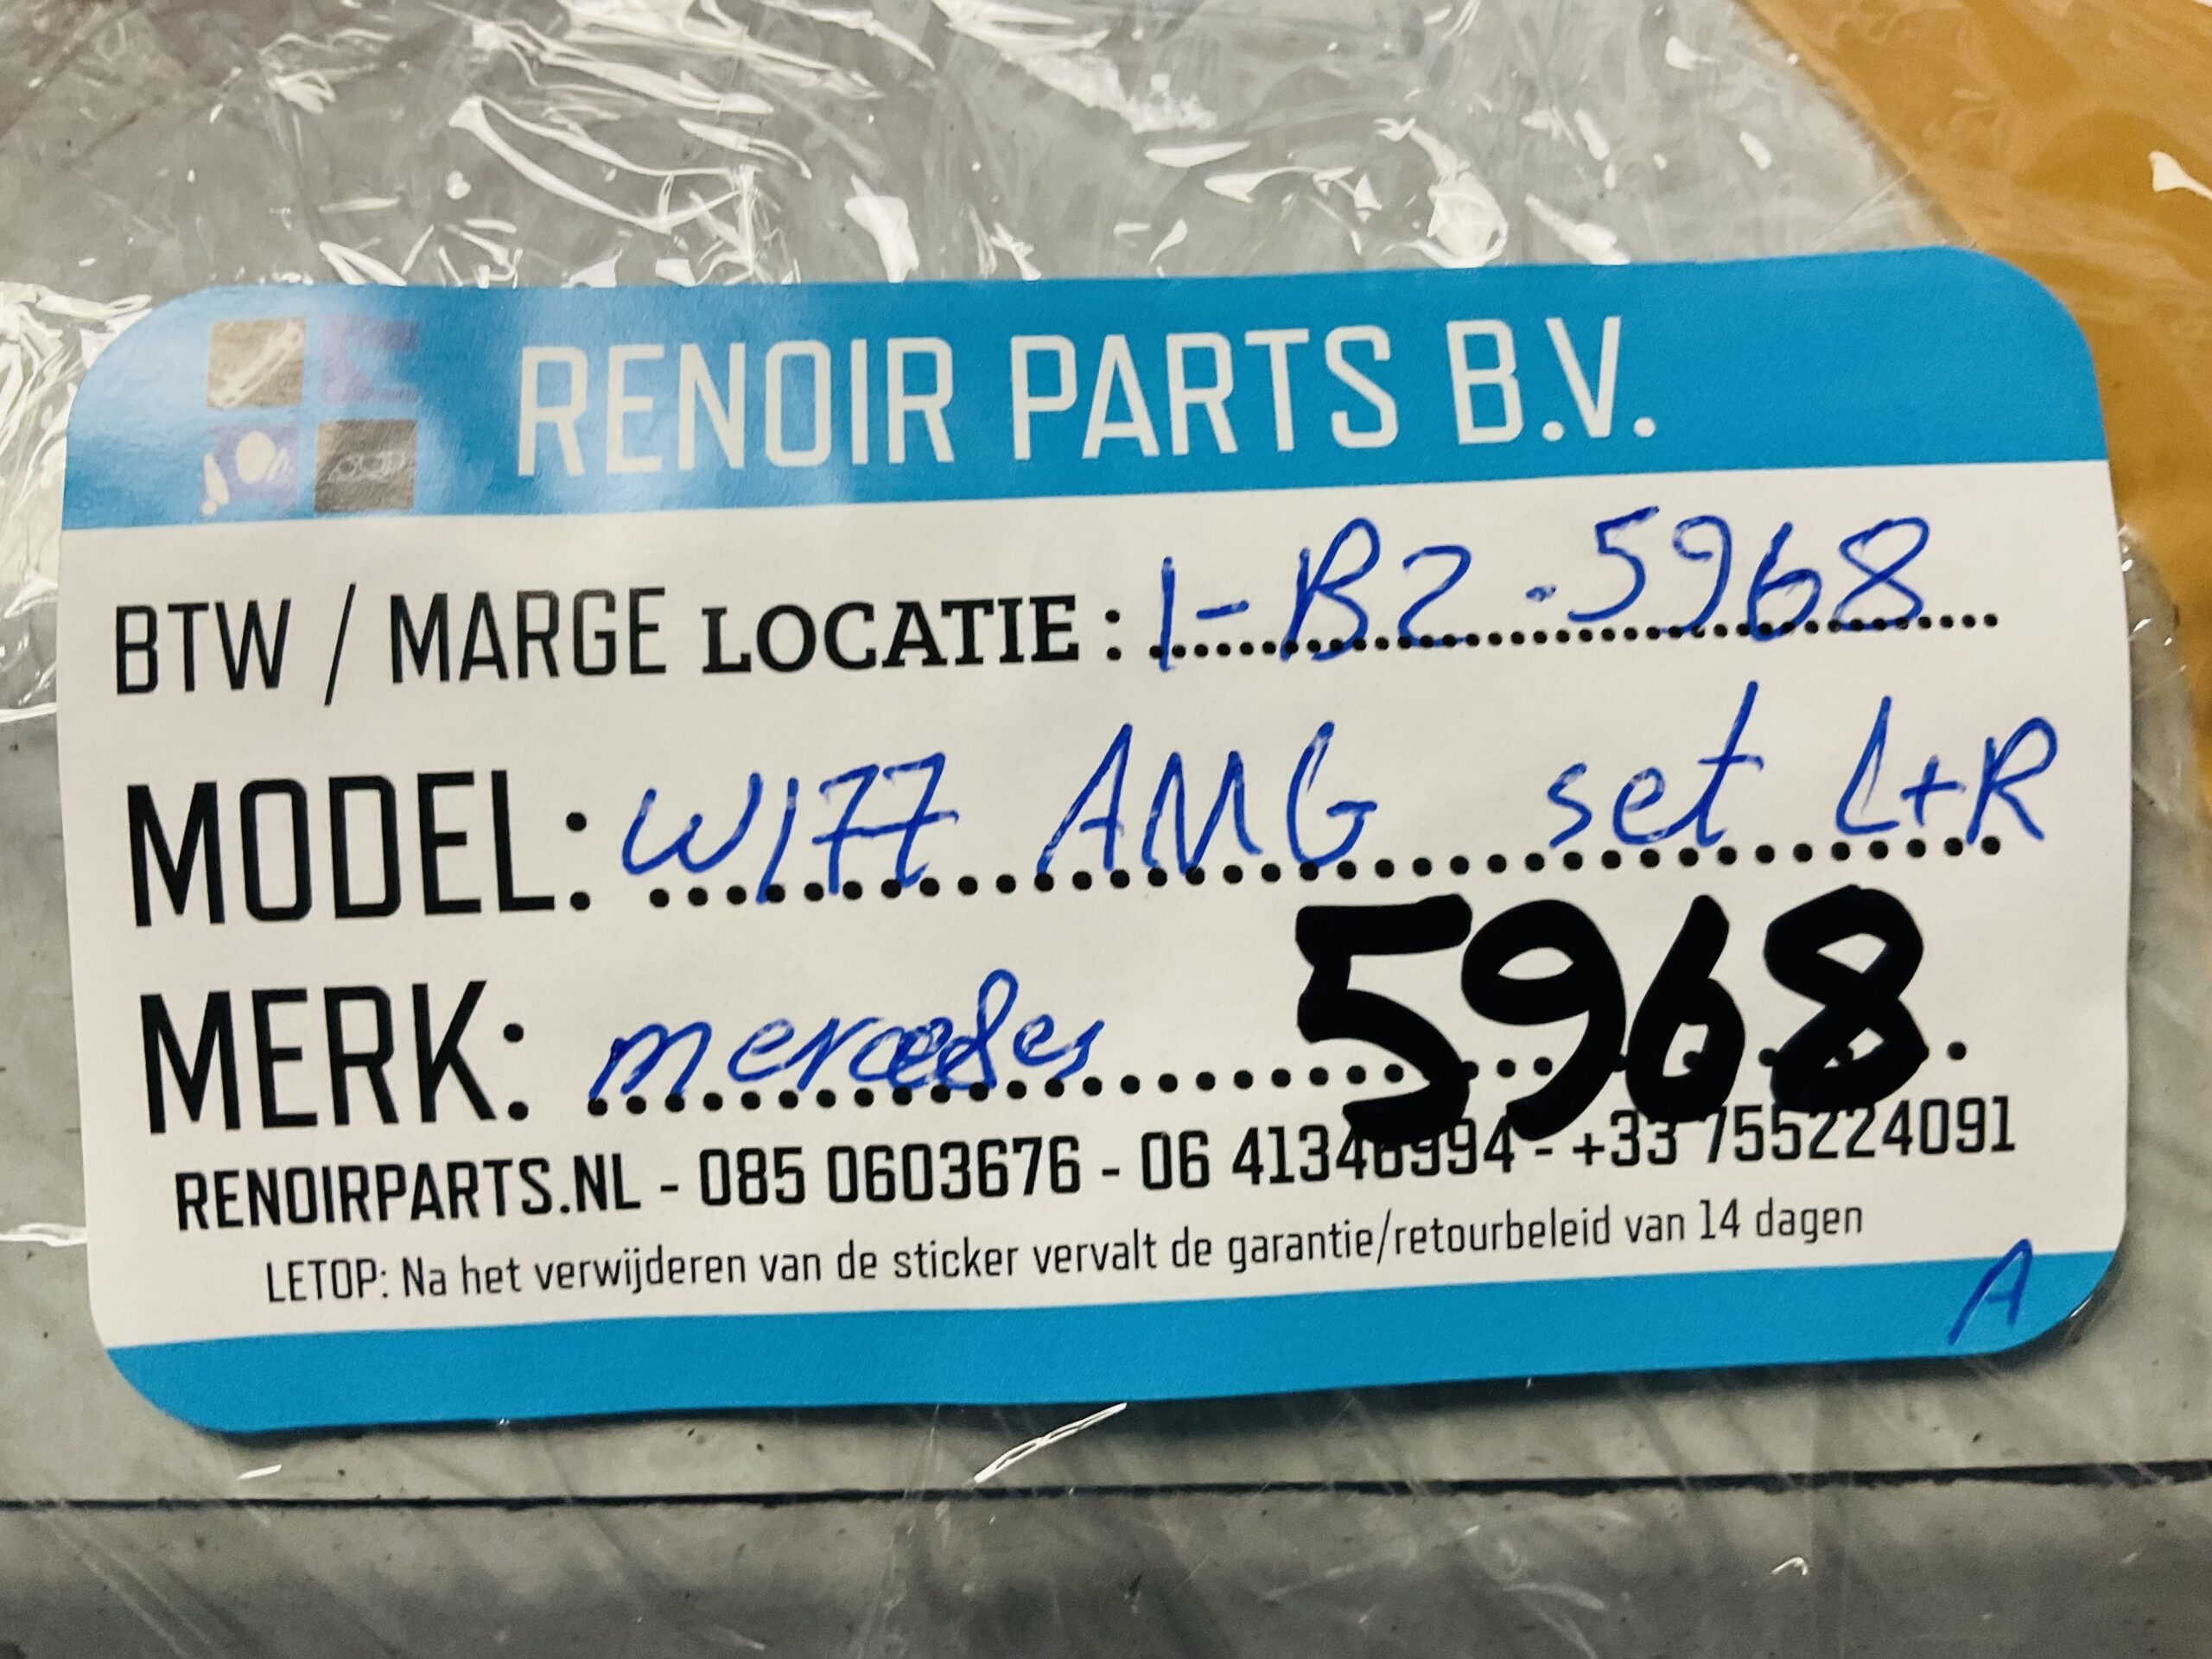 RENOIR PARTS B.V.
BTW / MARGE LOCATIE : 1-B2-5968
MODEL: W177 AMG set L+R
MERK: mercedes 5968
RENOIRPARTS.NL - 085 0603676 - 06 41346994 - +33 755224091
LETOP: Na het verwijderen van de sticker vervalt de garantie/retourbeleid van 14 dagen
A